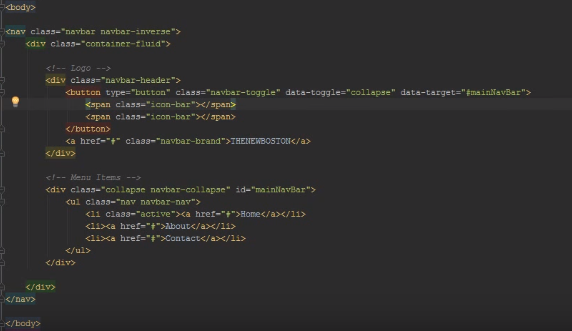 <body>
<nav class="navbar navbar-inverse">
<div class="container-fluid">
<!-- Logo -->
<div class="navbar-header">
<button type="button" class="navbar-toggle" data-toggle="collapse" data-target="#mainNavBar">
<span class="icon-bar"></span>
<span class="icon-bar"></span>
</button>
<a href="#" class="navbar-brand">THENEWBOSTON</a>
</div>
<!-- Menu Items -->
<div class="collapse navbar-collapse" id="mainNavBar">
<ul class="nav navbar-nav">
<li class="active"><a href="#">Home</a></li>
<li><a href="#">About</a></li>
<li><a href="#">Contact</a></li>
</ul>
</div>
</div>
</nav>
</body>